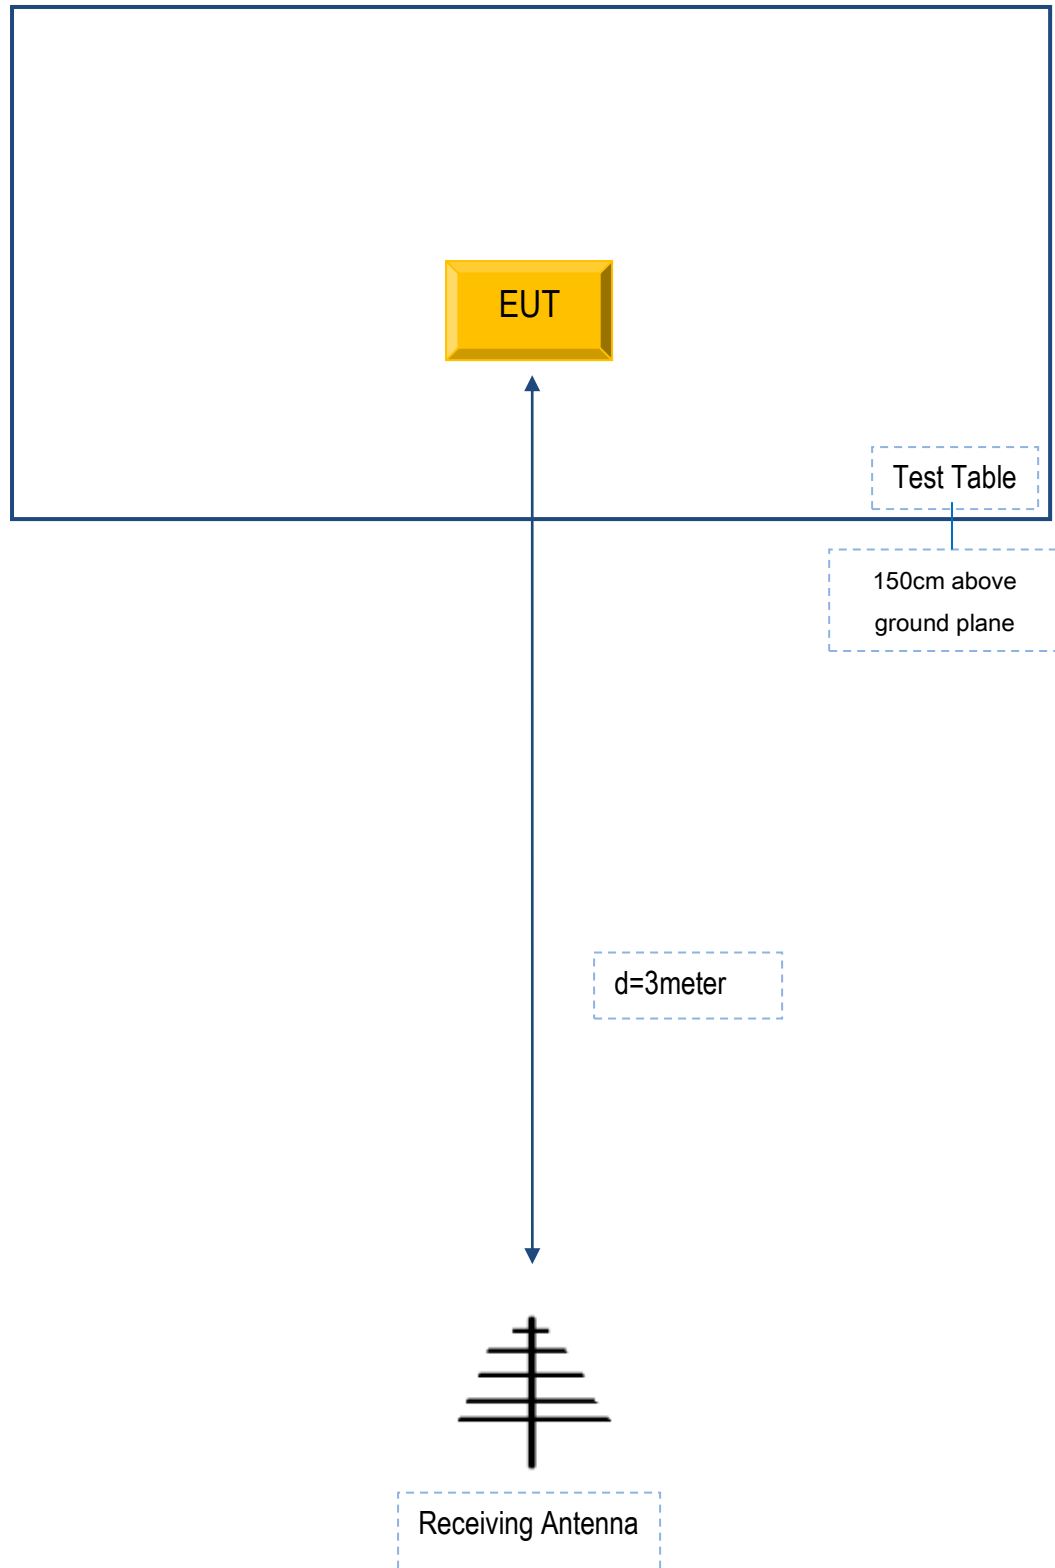 EUT
Test Table
150cm above
ground plane
d=3meter
Receiving Antenna